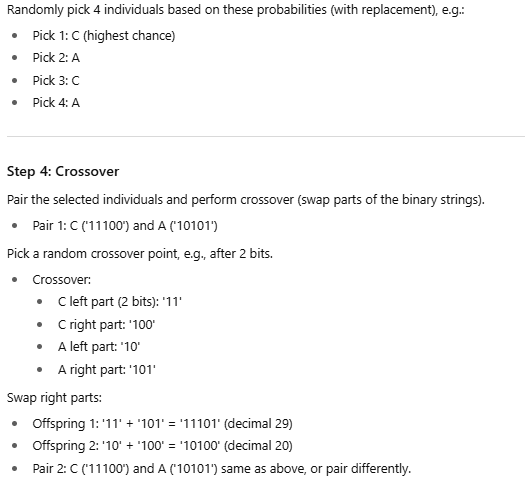 Randomly pick 4 individuals based on these probabilities (with replacement), e.g.:
• Pick 1: C (highest chance)
• Pick 2: A
• Pick 3: C
• Pick 4: A
Step 4: Crossover
Pair the selected individuals and perform crossover (swap parts of the binary strings).
• Pair 1: C ('11100') and A ('10101')
Pick a random crossover point, e.g., after 2 bits.
• Crossover:
• C left part (2 bits): '11'
• C right part: '100'
• A left part: '10'
• A right part: '101'
Swap right parts:
• Offspring 1: '11' + '101' = '11101' (decimal 29)
• Offspring 2: '10' + '100' = '10100' (decimal 20)
• Pair 2: C ('11100') and A ('10101') same as above, or pair differently.